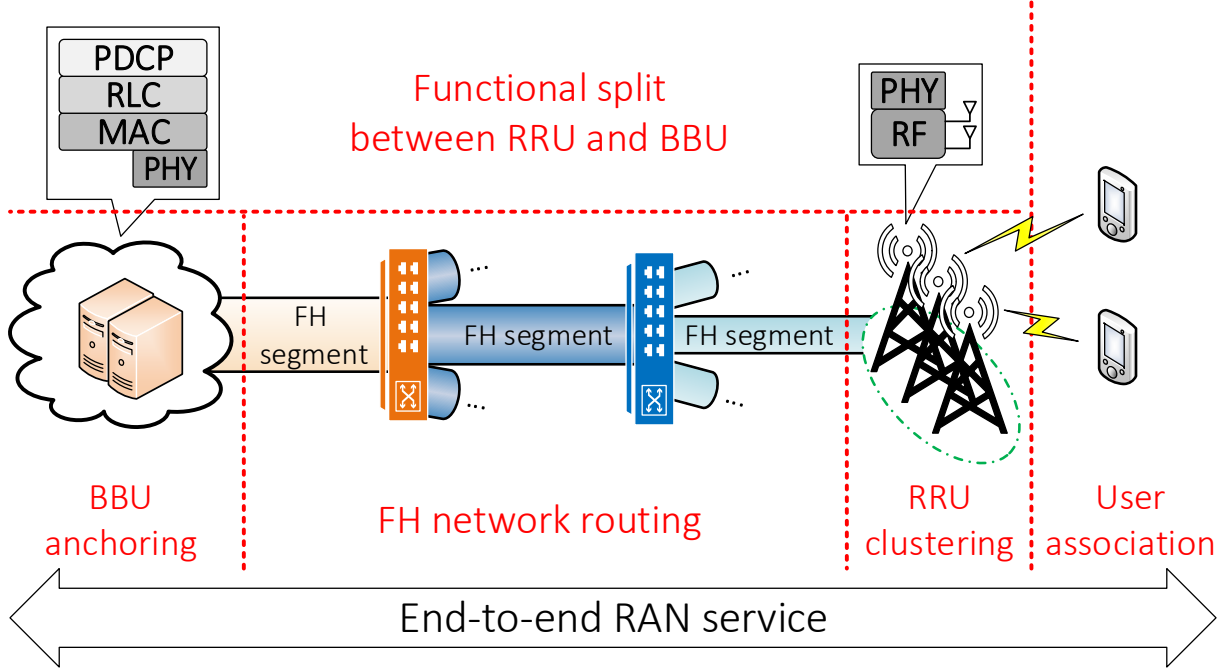 PDCP
RLC
MAC
PHY
Functional split
between RRU and BBU
PHY
RF
FH
segment
...
...
FH segment
...
...
FH segment
BBU
anchoring
FH network routing
RRU
clustering
User
association
End-to-end RAN service